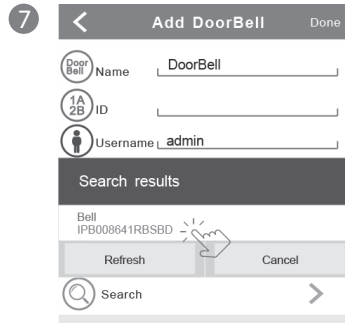 7
Add DoorBell Done
Door Bell Name DoorBell
1A 2B ID
Username admin
Search results
Bell
IPB008641RBSBD
Refresh Cancel
Search